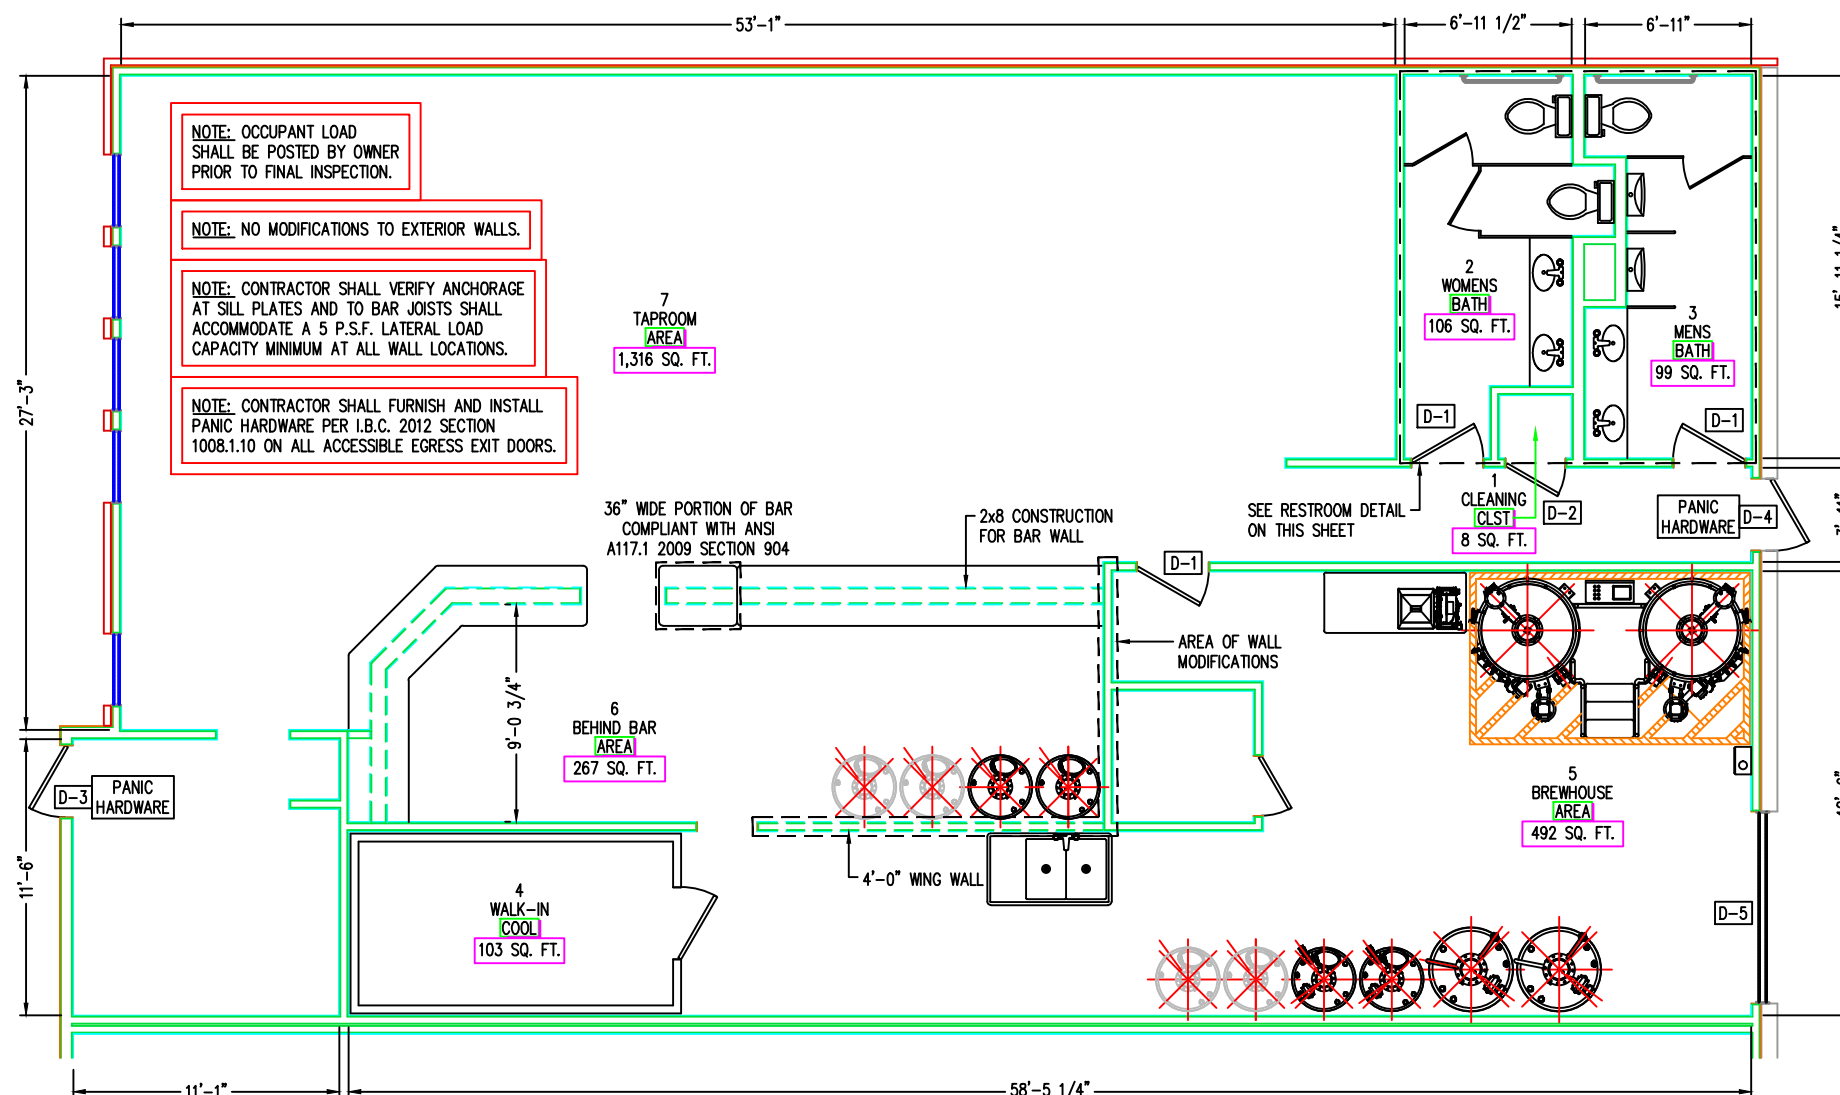 53'-1"
6'-11 1/2"
6'-11"
NOTE: OCCUPANT LOAD
SHALL BE POSTED BY OWNER
PRIOR TO FINAL INSPECTION.
NOTE: NO MODIFICATIONS TO EXTERIOR WALLS.
NOTE: CONTRACTOR SHALL VERIFY ANCHORAGE
AT SILL PLATES AND TO BAR JOISTS SHALL
ACCOMMODATE A 5 P.S.F. LATERAL LOAD
CAPACITY MINIMUM AT ALL WALL LOCATIONS.
NOTE: CONTRACTOR SHALL FURNISH AND INSTALL
PANIC HARDWARE PER I.B.C. 2012 SECTION
1008.1.10 ON ALL ACCESSIBLE EGRESS EXIT DOORS.
27'-3"
7
TAPROOM
AREA
1,316 SQ. FT.
2
WOMENS
BATH
106 SQ. FT.
3
MENS
BATH
99 SQ. FT.
15'-11 1/4"
D-1
D-1
1
CLEANING
CLST
8 SQ. FT.
D-2
SEE RESTROOM DETAIL
ON THIS SHEET
PANIC
HARDWARE
D-4
36" WIDE PORTION OF BAR
COMPLIANT WITH ANSI
A117.1 2009 SECTION 904
2x8 CONSTRUCTION
FOR BAR WALL
D-1
AREA OF WALL
MODIFICATIONS
9'-0 3/4"
6
BEHIND BAR
AREA
267 SQ. FT.
D-3
PANIC
HARDWARE
5
BREWHOUSE
AREA
492 SQ. FT.
11'-6"
4'-0" WING WALL
4
WALK-IN
COOL
103 SQ. FT.
D-5
11'-1"
58'-5 1/4"